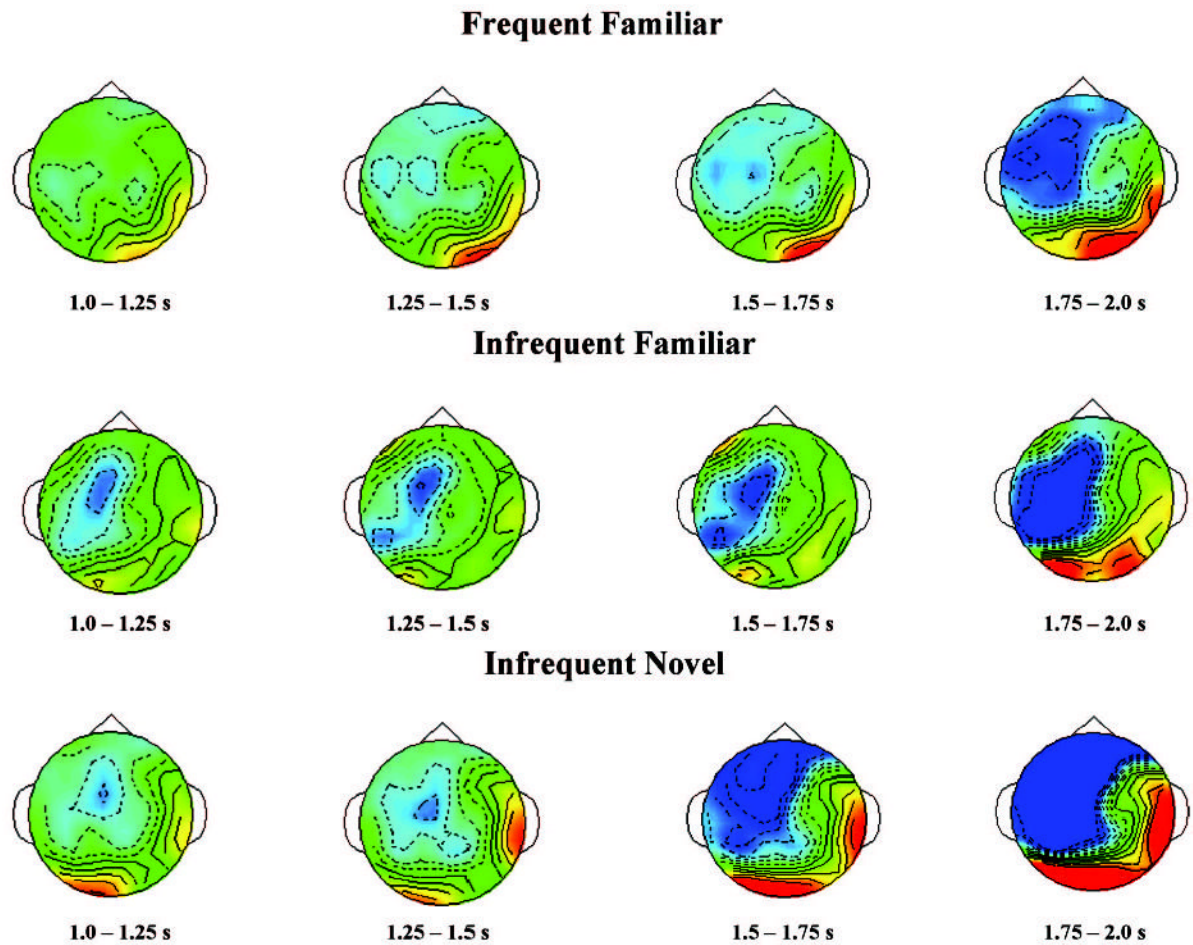 Frequent Familiar
1.0 – 1.25 s 1.25 – 1.5 s 1.5 – 1.75 s 1.75 – 2.0 s
Infrequent Familiar
1.0 – 1.25 s 1.25 – 1.5 s 1.5 – 1.75 s 1.75 – 2.0 s
Infrequent Novel
1.0 – 1.25 s 1.25 – 1.5 s 1.5 – 1.75 s 1.75 – 2.0 s